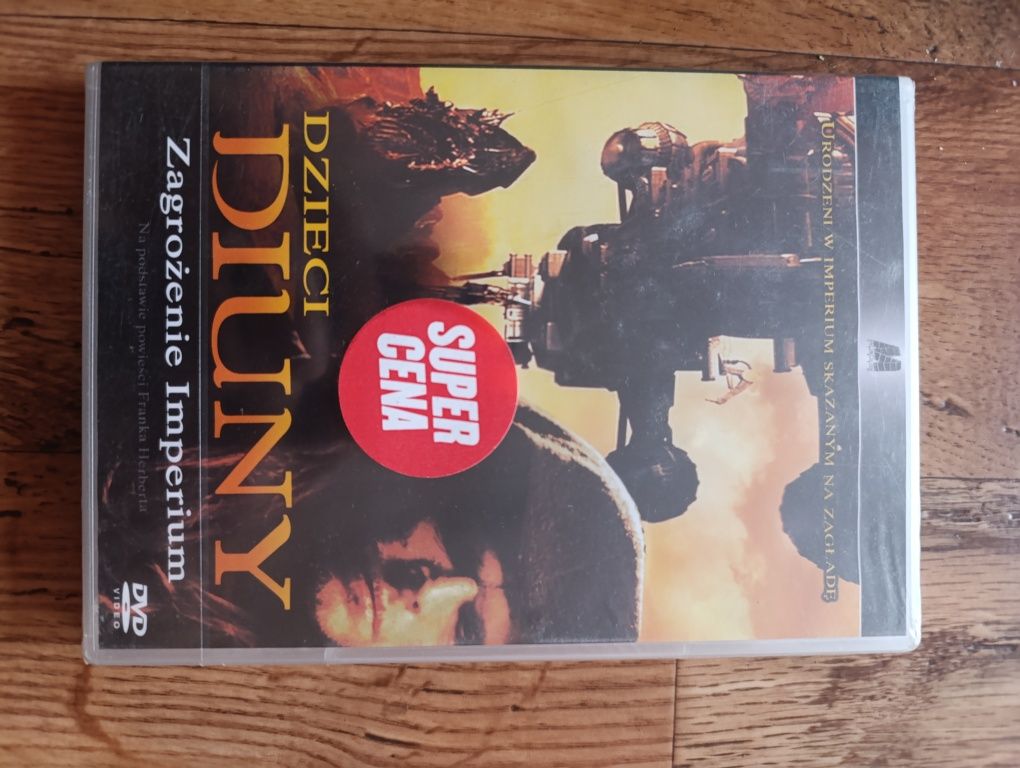 URODZENI W IMPERIUM SKAZANYM NA ZAGŁADĘ
SUPER
CENA
DZIECI
DIUNY
Zagrożenie Imperium
Na podstawie powieści Franka Herberta
DVD
VIDEO